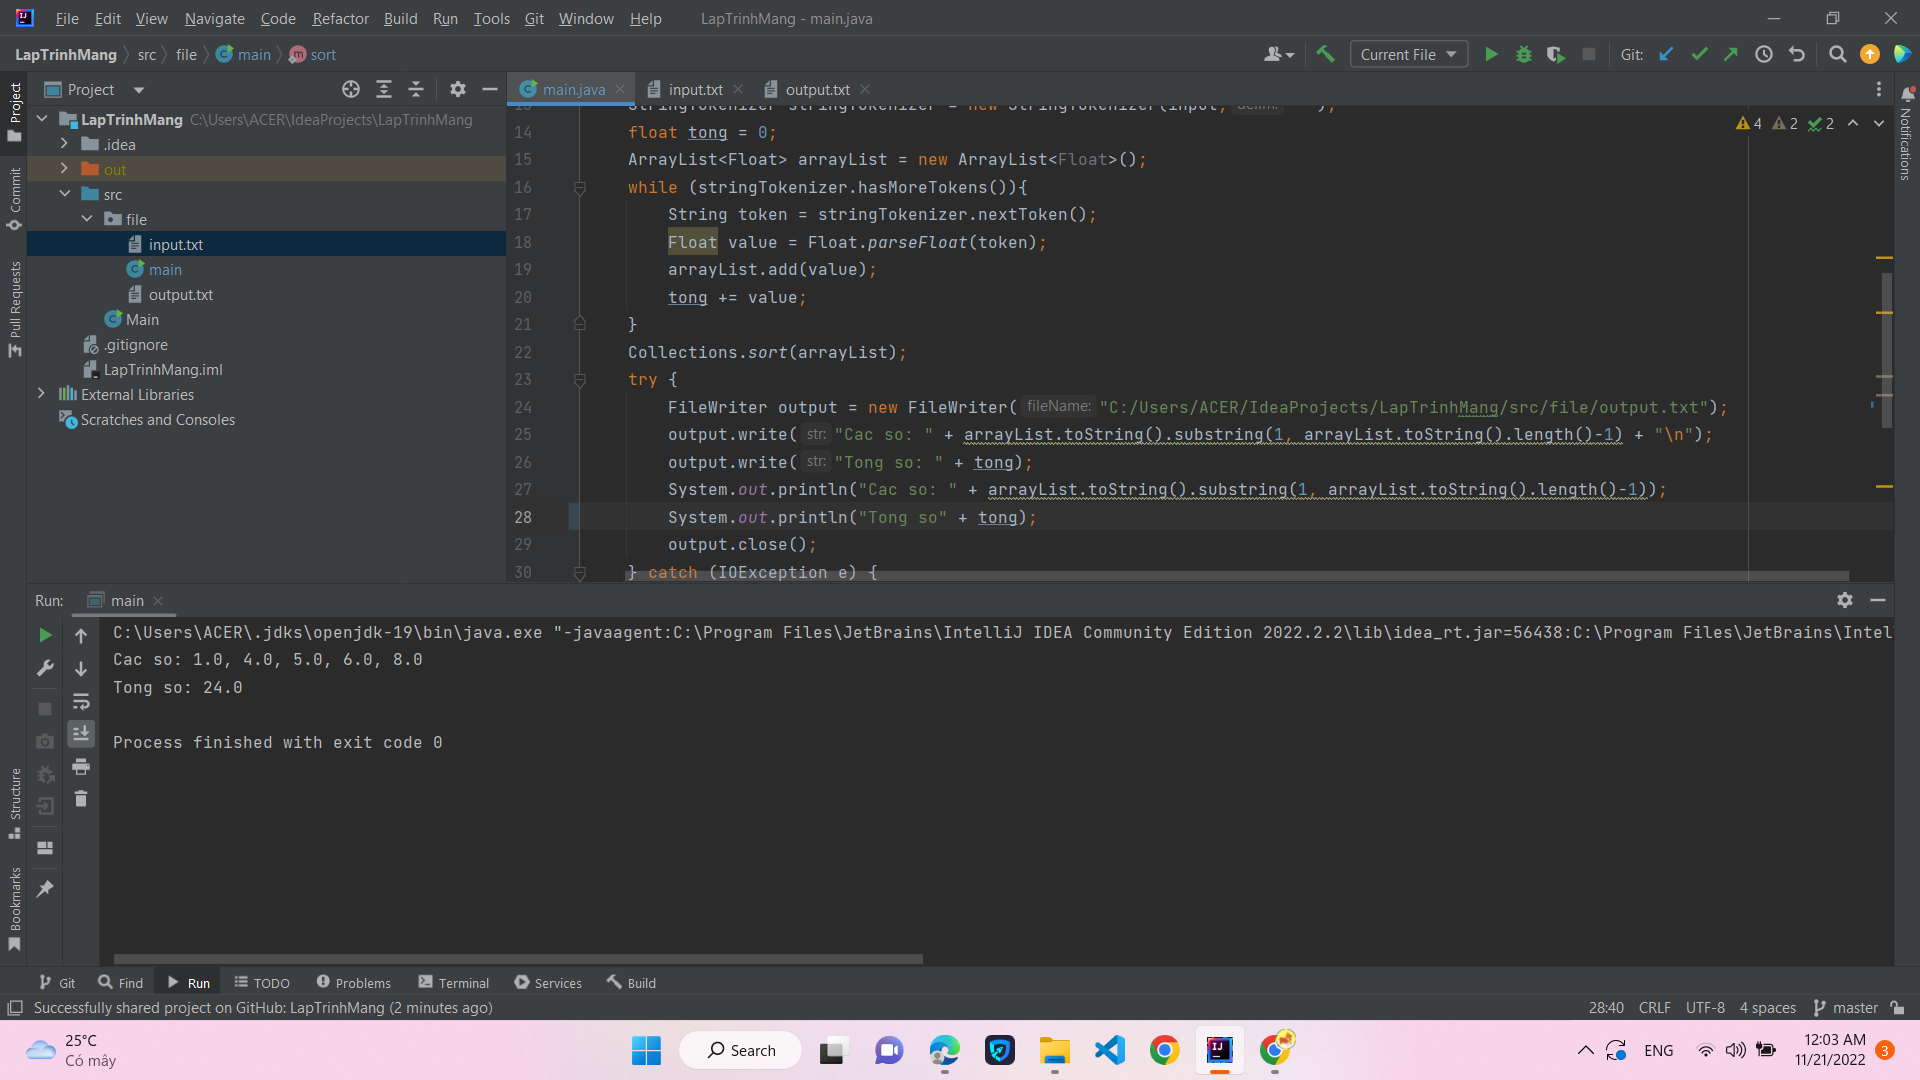 File Edit View Navigate Code Refactor Build Run Tools Git Window Help LapTrinhMang - main.java
LapTrinhMang src file main sort
Current File Git:
Project
main.java input.txt output.txt
LapTrinhMang C:\Users\ACER\IdeaProjects\LapTrinhMang
.idea
out
src
file
input.txt
main
output.txt
Main
.gitignore
LapTrinhMang.iml
External Libraries
Scratches and Consoles
Project
Commit
Pull Requests
Structure
Bookmarks
Notifications
4 2 2
13 StringTokenizer stringTokenizer = new StringTokenizer(input, delim:
14 float tong = 0;
15 ArrayList<Float> arrayList = new ArrayList<Float>();
16 while (stringTokenizer.hasMoreTokens()){
17 String token = stringTokenizer.nextToken();
18 Float value = Float.parseFloat(token);
19 arrayList.add(value);
20 tong += value;
21 }
22 Collections.sort(arrayList);
23 try {
24 FileWriter output = new FileWriter( fileName: "C:/Users/ACER/IdeaProjects/LapTrinhMang/src/file/output.txt");
25 output.write( str: "Cac so: " + arrayList.toString().substring(1, arrayList.toString().length()-1) + "\n");
26 output.write( str: "Tong so: " + tong);
27 System.out.println("Cac so: " + arrayList.toString().substring(1, arrayList.toString().length()-1));
28 System.out.println("Tong so" + tong);
29 output.close();
30 } catch (IOException e) {
Run: main
C:\Users\ACER\.jdks\openjdk-19\bin\java.exe "-javaagent:C:\Program Files\JetBrains\IntelliJ IDEA Community Edition 2022.2.2\lib\idea_rt.jar=56438:C:\Program Files\JetBrains\Intel
Cac so: 1.0, 4.0, 5.0, 6.0, 8.0
Tong so: 24.0
Process finished with exit code 0
Git Find Run TODO Problems Terminal Services Build
Successfully shared project on GitHub: LapTrinhMang (2 minutes ago)
28:40 CRLF UTF-8 4 spaces master
25°C
Có mây
Search
ENG
12:03 AM
11/21/2022
3